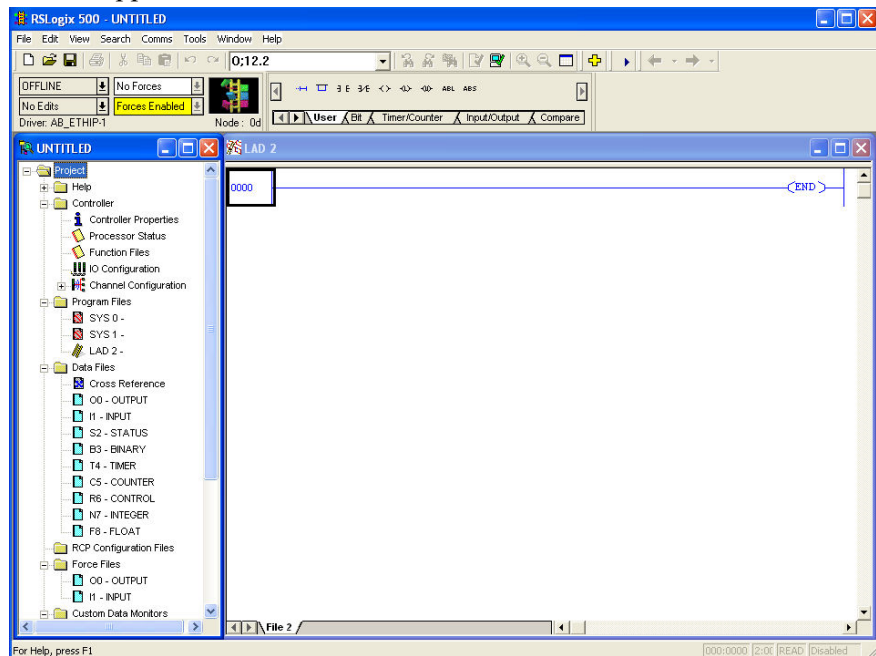 RSLogix 500 - UNTITLED
File Edit View Search Comms Tools Window Help
0;12.2
OFFLINE No Forces
No Edits Forces Enabled
Driver: AB_ETHIP-1 Node : 0d
ABL ABS
User Bit Timer/Counter Input/Output Compare
UNTITLED
Project
Help
Controller
Controller Properties
Processor Status
Function Files
IO Configuration
Channel Configuration
Program Files
SYS 0 -
SYS 1 -
LAD 2 -
Data Files
Cross Reference
O0 - OUTPUT
I1 - INPUT
S2 - STATUS
B3 - BINARY
T4 - TIMER
C5 - COUNTER
R6 - CONTROL
N7 - INTEGER
F8 - FLOAT
RCP Configuration Files
Force Files
O0 - OUTPUT
I1 - INPUT
Custom Data Monitors
LAD 2
0000
END
File 2
For Help, press F1
000:0000 READ Disabled